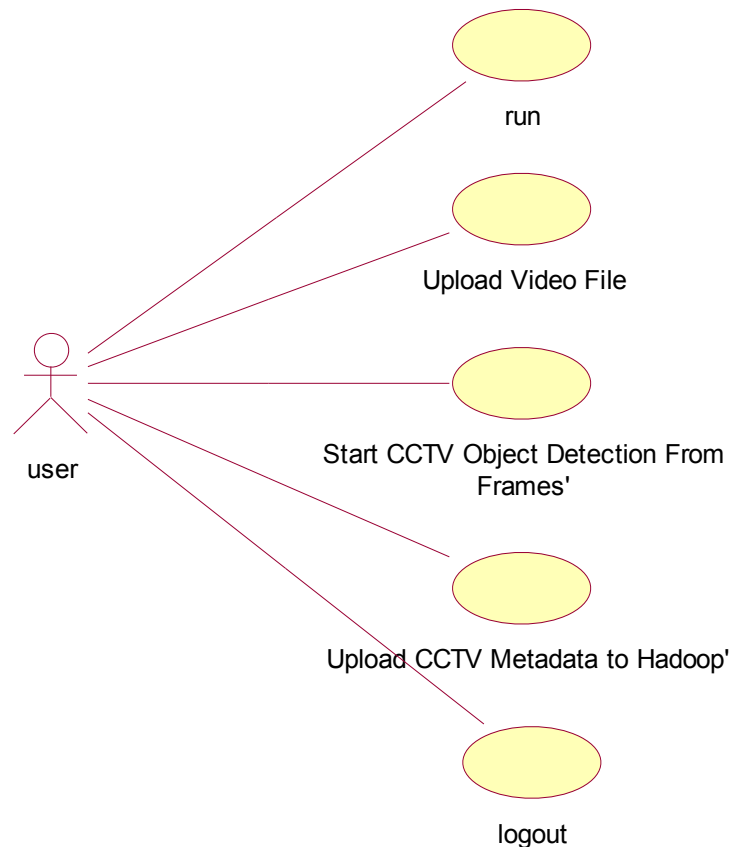 run
Upload Video File
user
Start CCTV Object Detection From
Frames'
Upload CCTV Metadata to Hadoop'
logout